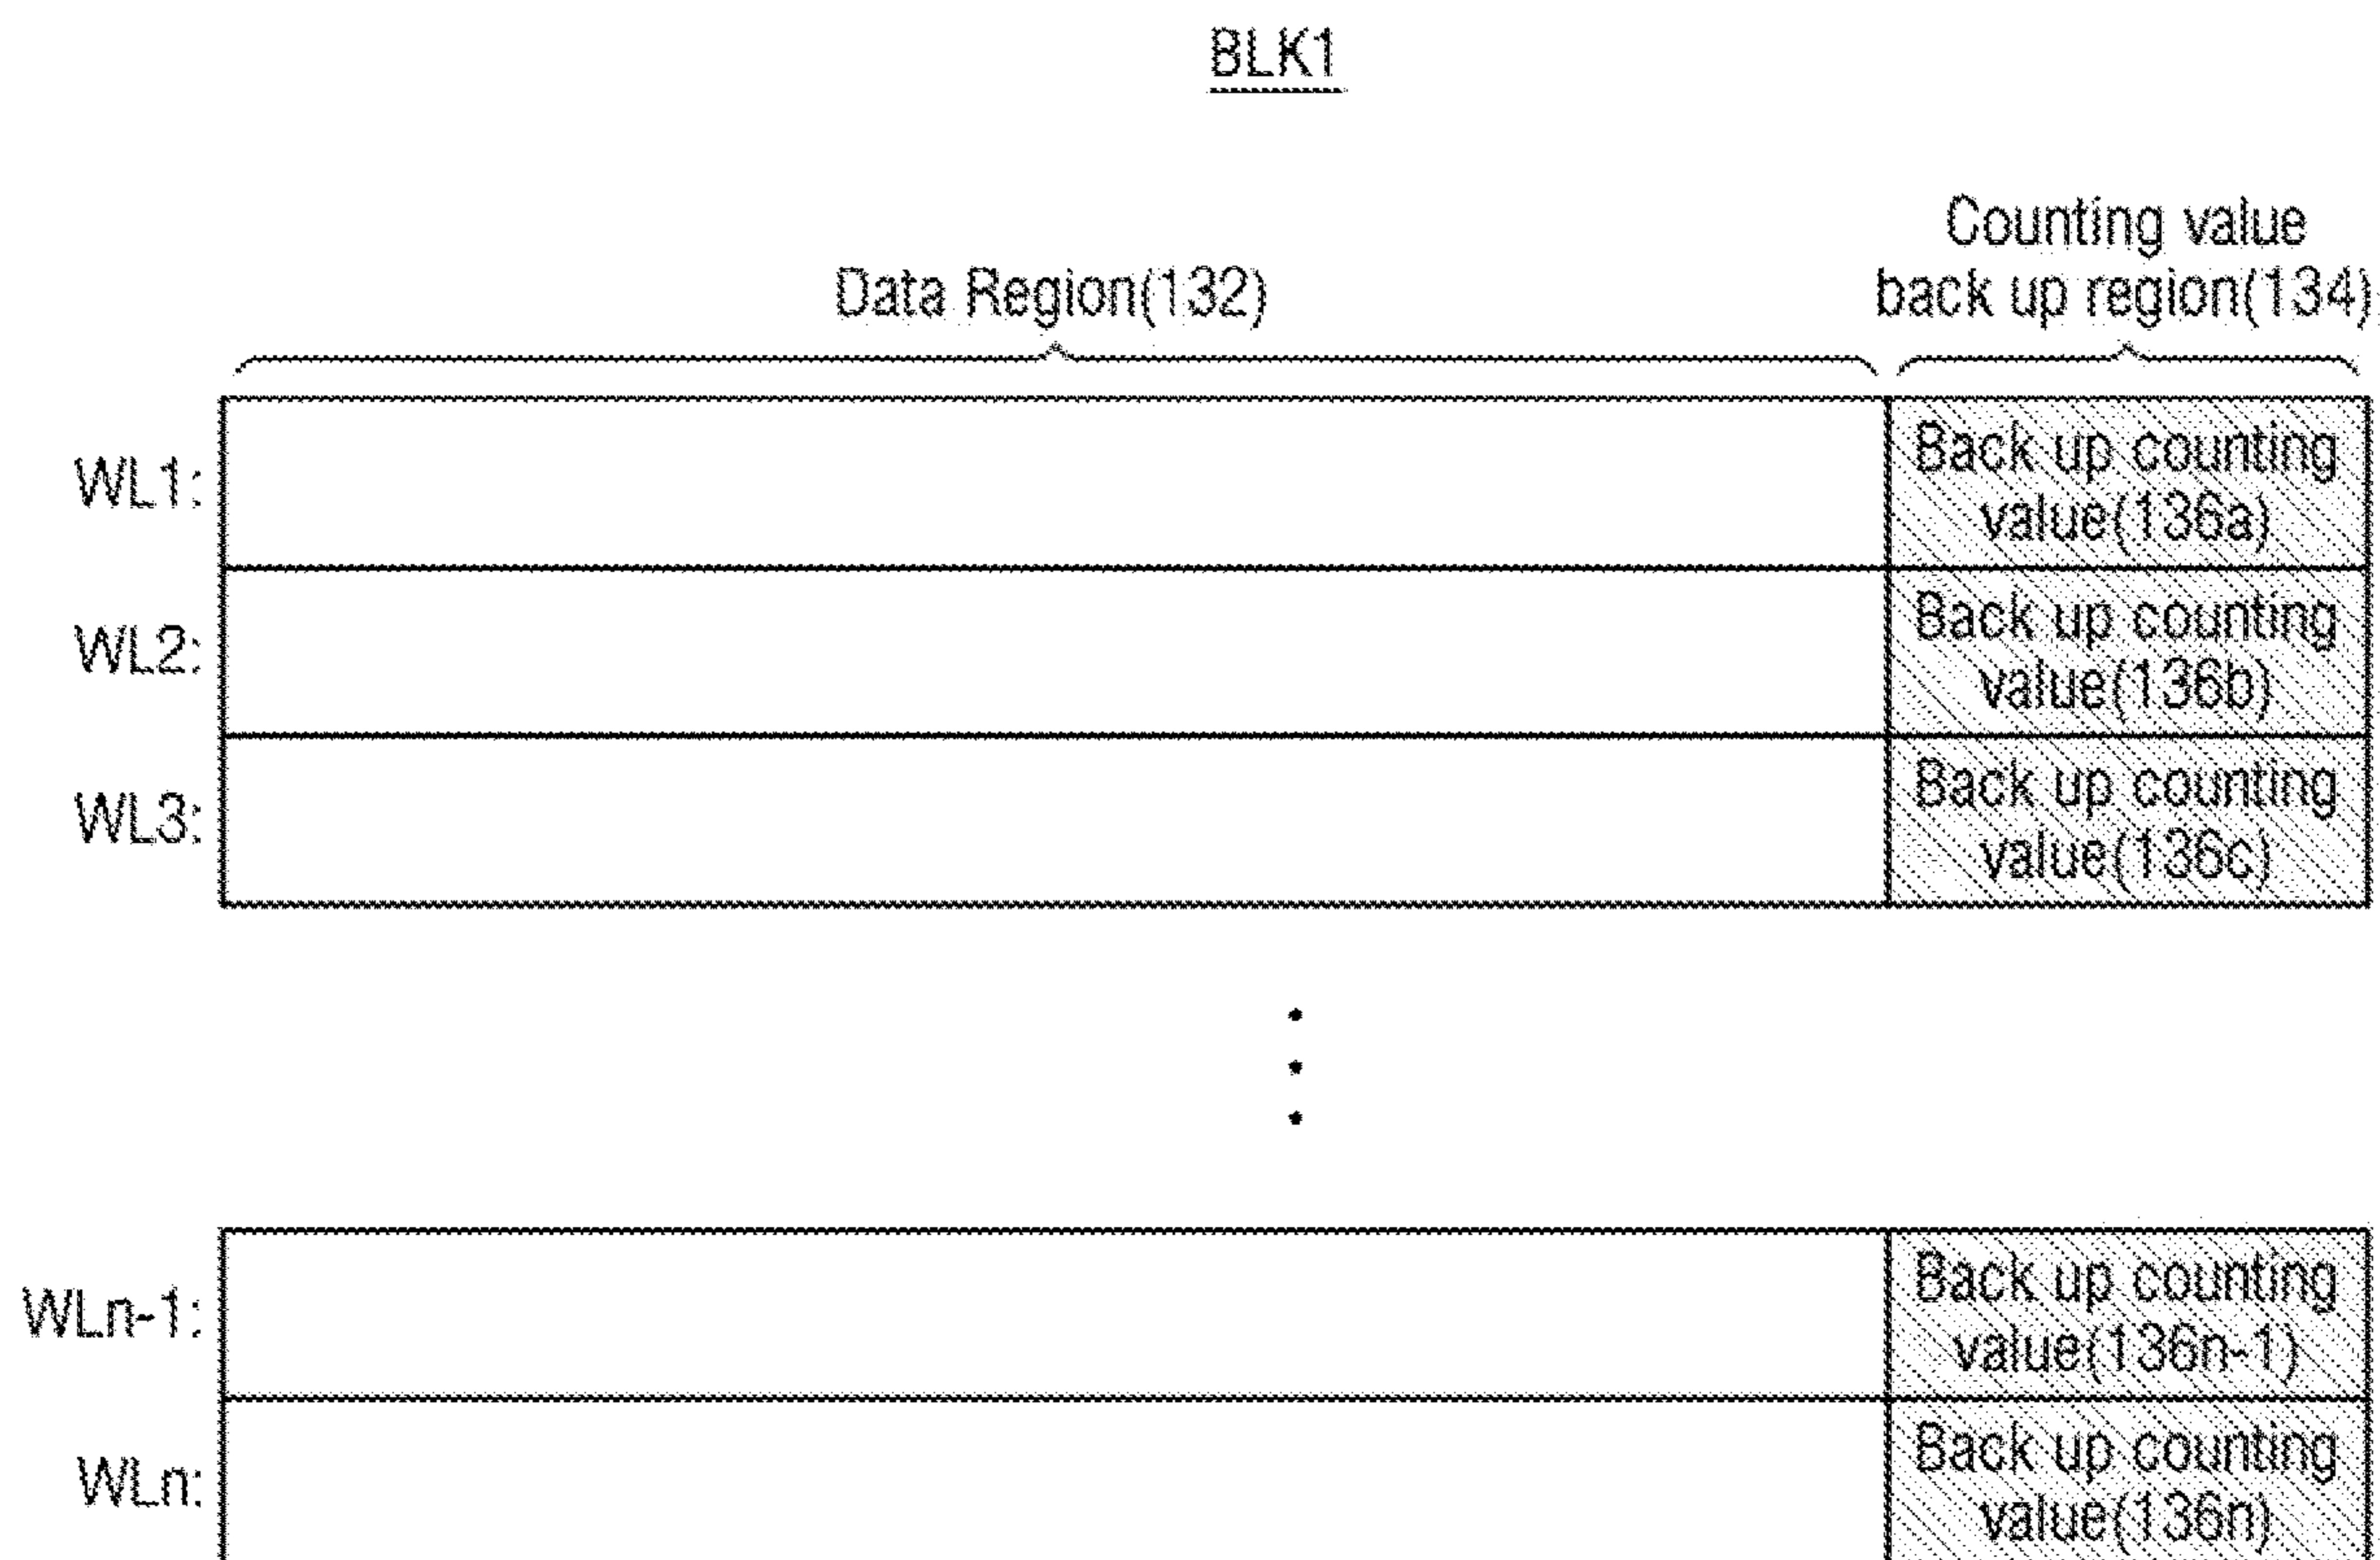 BLK1
Counting value
back up region(134)
Data Region(132)
WL1:
Back up counting
value(136a)
WL2:
Back up counting
value(136b)
WL3:
Back up counting
value(136c)
WLn-1:
Back up counting
value(136n-1)
WLn:
Back up counting
value(136n)